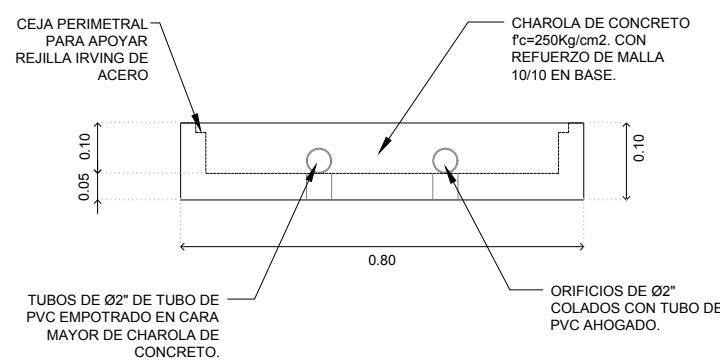 CEJA PERIMETRAL
PARA APOYAR
REJILLA IRVING DE
ACERO
CHAROLA DE CONCRETO
f'c=250Kg/cm2. CON
REFUERZO DE MALLA
10/10 EN BASE.
0.10
0.05
0.10
0.80
TUBOS DE Ø2" DE TUBO DE
PVC EMPOTRADO EN CARA
MAYOR DE CHAROLA DE
CONCRETO.
ORIFICIOS DE Ø2"
COLADOS CON TUBO DE
PVC AHOGADO.